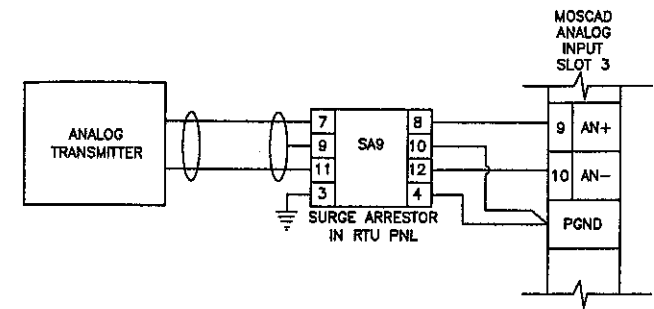 MOSCAD
ANALOG
INPUT
SLOT 3
ANALOG
TRANSMITTER
7
9
11
3
SA9
8
10
12
4
SURGE ARRESTOR
IN RTU PNL
9 AN+
10 AN-
PGND